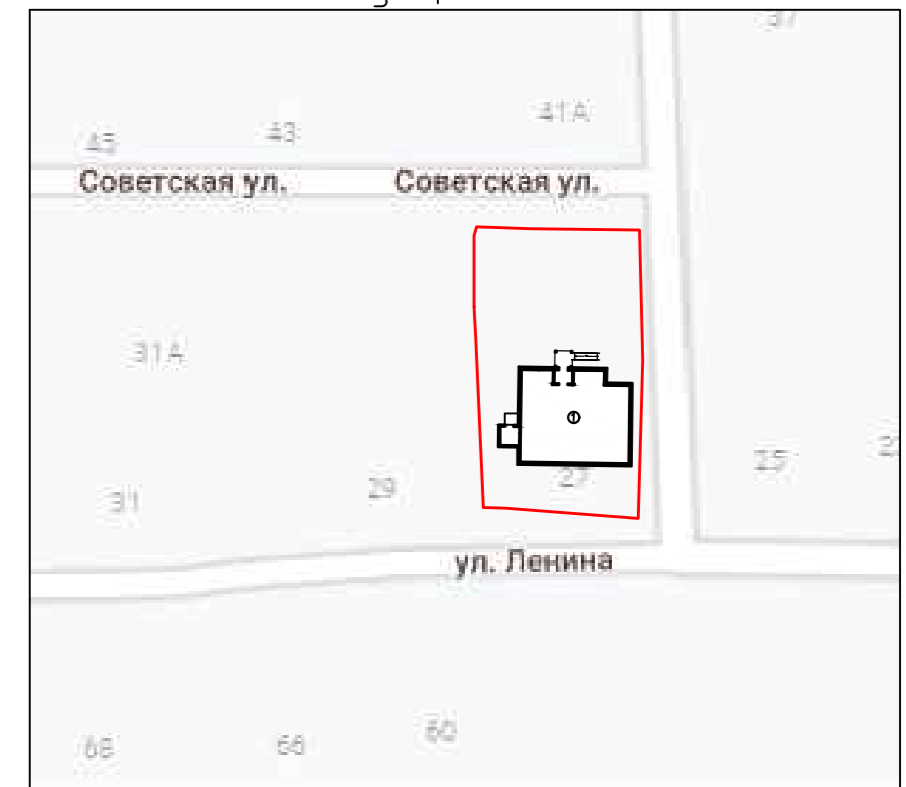 37
45 43 41А
Советская ул. Советская ул.
31А
1
31 29 27 25
ул. Ленина
68 66 60